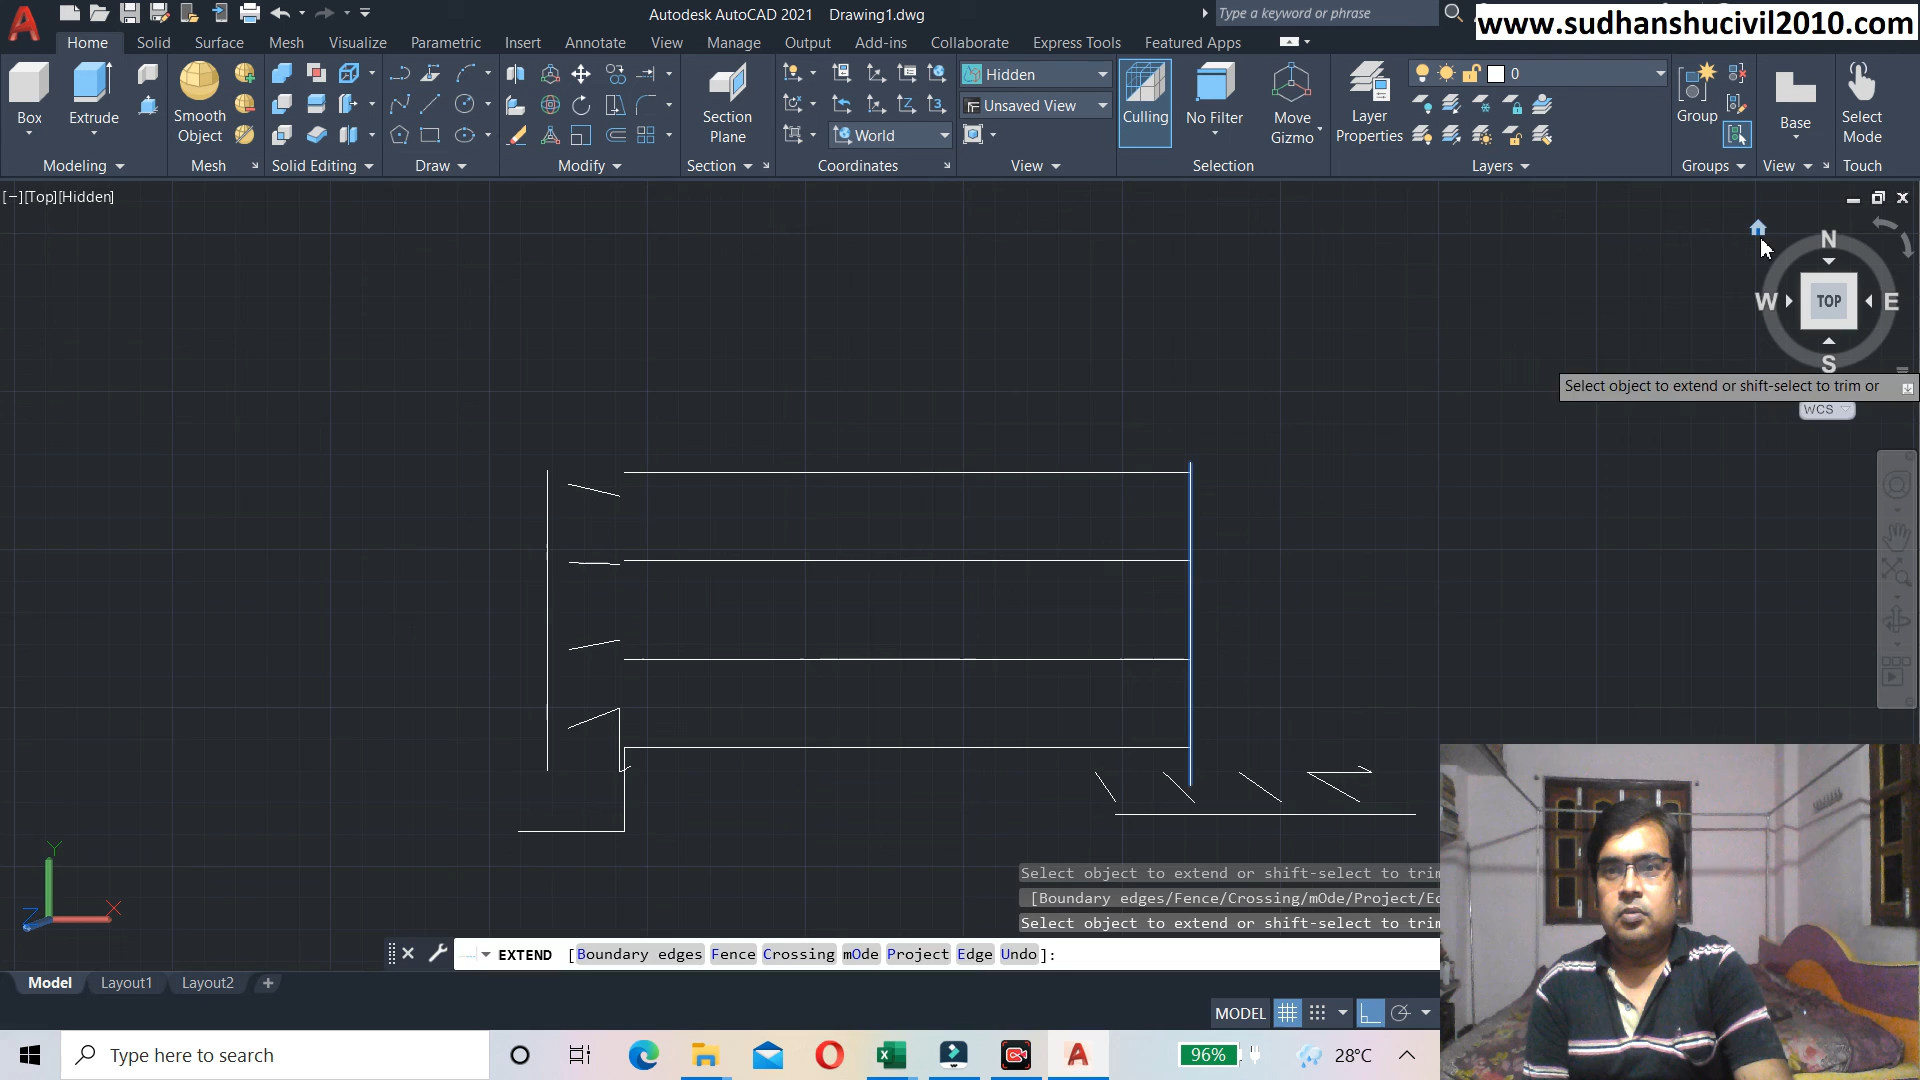 Autodesk AutoCAD 2021 Drawing1.dwg
Type a keyword or phrase
www.sudhanshucivil2010.com
Home Solid Surface Mesh Visualize Parametric Insert Annotate View Manage Output Add-ins Collaborate Express Tools Featured Apps
Box
Extrude
Smooth
Object
Section
Plane
Hidden
Unsaved View
World
Culling
No Filter
Move
Gizmo
Layer
Properties
0
Group
Base
Select
Mode
Modeling Mesh Solid Editing Draw Modify Section Coordinates View Selection Layers Groups View Touch
[−][Top][Hidden]
N
W TOP E
S
Select object to extend or shift-select to trim or
WCS
Y
Z X
Select object to extend or shift-select to trim
[Boundary edges/Fence/Crossing/mOde/Project/Ed
Select object to extend or shift-select to trim
EXTEND [Boundary edges Fence Crossing mOde Project Edge Undo]:
Model Layout1 Layout2 +
MODEL
Type here to search
96%
28°C